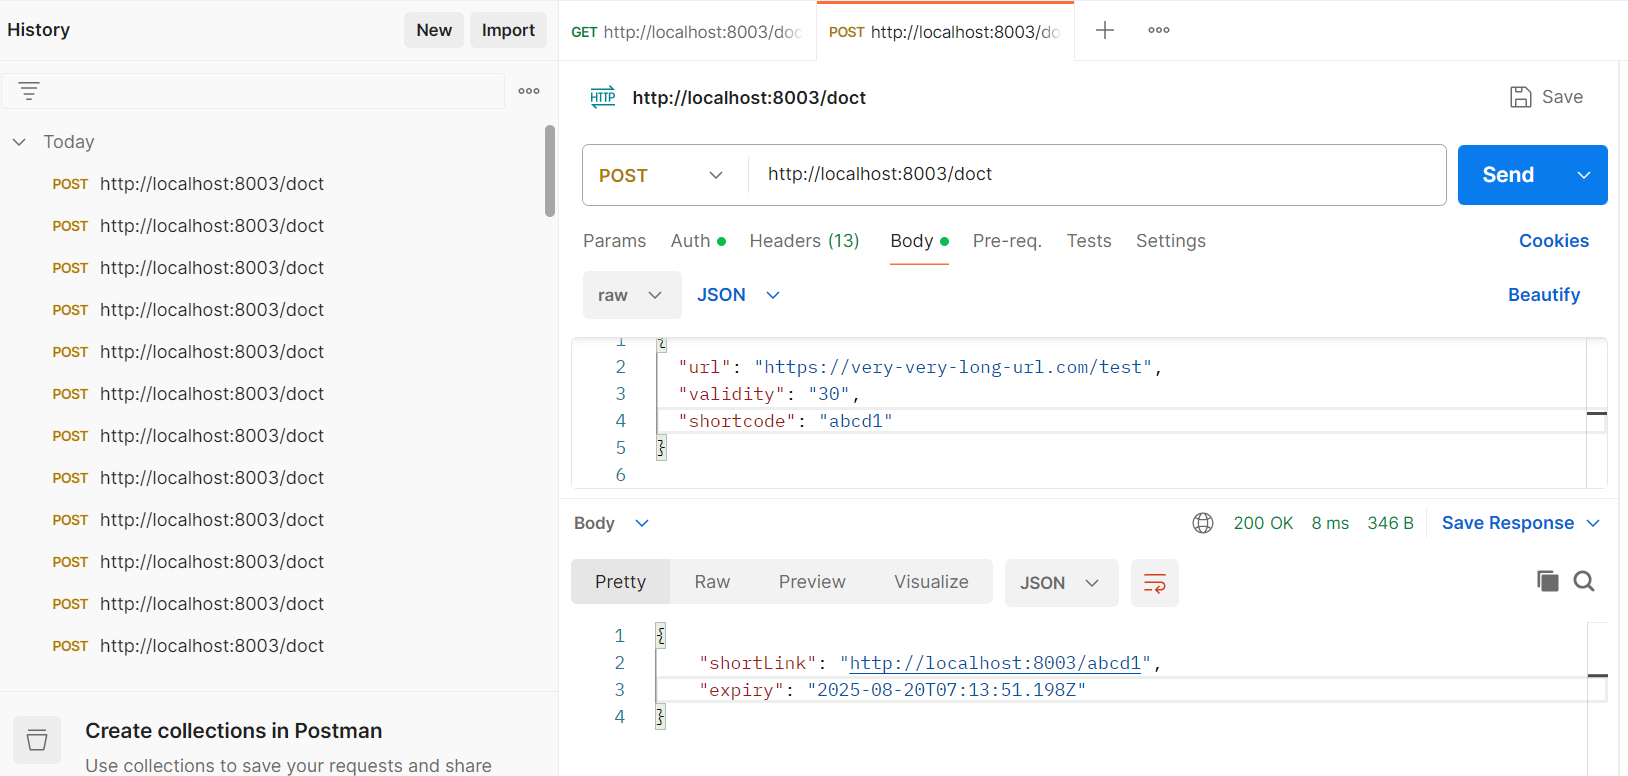 History
New
Import
Today
POST http://localhost:8003/doct
POST http://localhost:8003/doct
POST http://localhost:8003/doct
POST http://localhost:8003/doct
POST http://localhost:8003/doct
POST http://localhost:8003/doct
POST http://localhost:8003/doct
POST http://localhost:8003/doct
POST http://localhost:8003/doct
POST http://localhost:8003/doct
POST http://localhost:8003/doct
POST http://localhost:8003/doct
Create collections in Postman
Use collections to save your requests and share
GET http://localhost:8003/doc
POST http://localhost:8003/do
HTTP http://localhost:8003/doct
Save
POST http://localhost:8003/doct
Send
Params Auth Headers (13) Body Pre-req. Tests Settings Cookies
raw JSON Beautify
1 {
2 "url": "https://very-very-long-url.com/test",
3 "validity": "30",
4 "shortcode": "abcd1"
5 }
6
Body 200 OK 8 ms 346 B Save Response
Pretty Raw Preview Visualize JSON
1 {
2 "shortLink": "http://localhost:8003/abcd1",
3 "expiry": "2025-08-20T07:13:51.198Z"
4 }